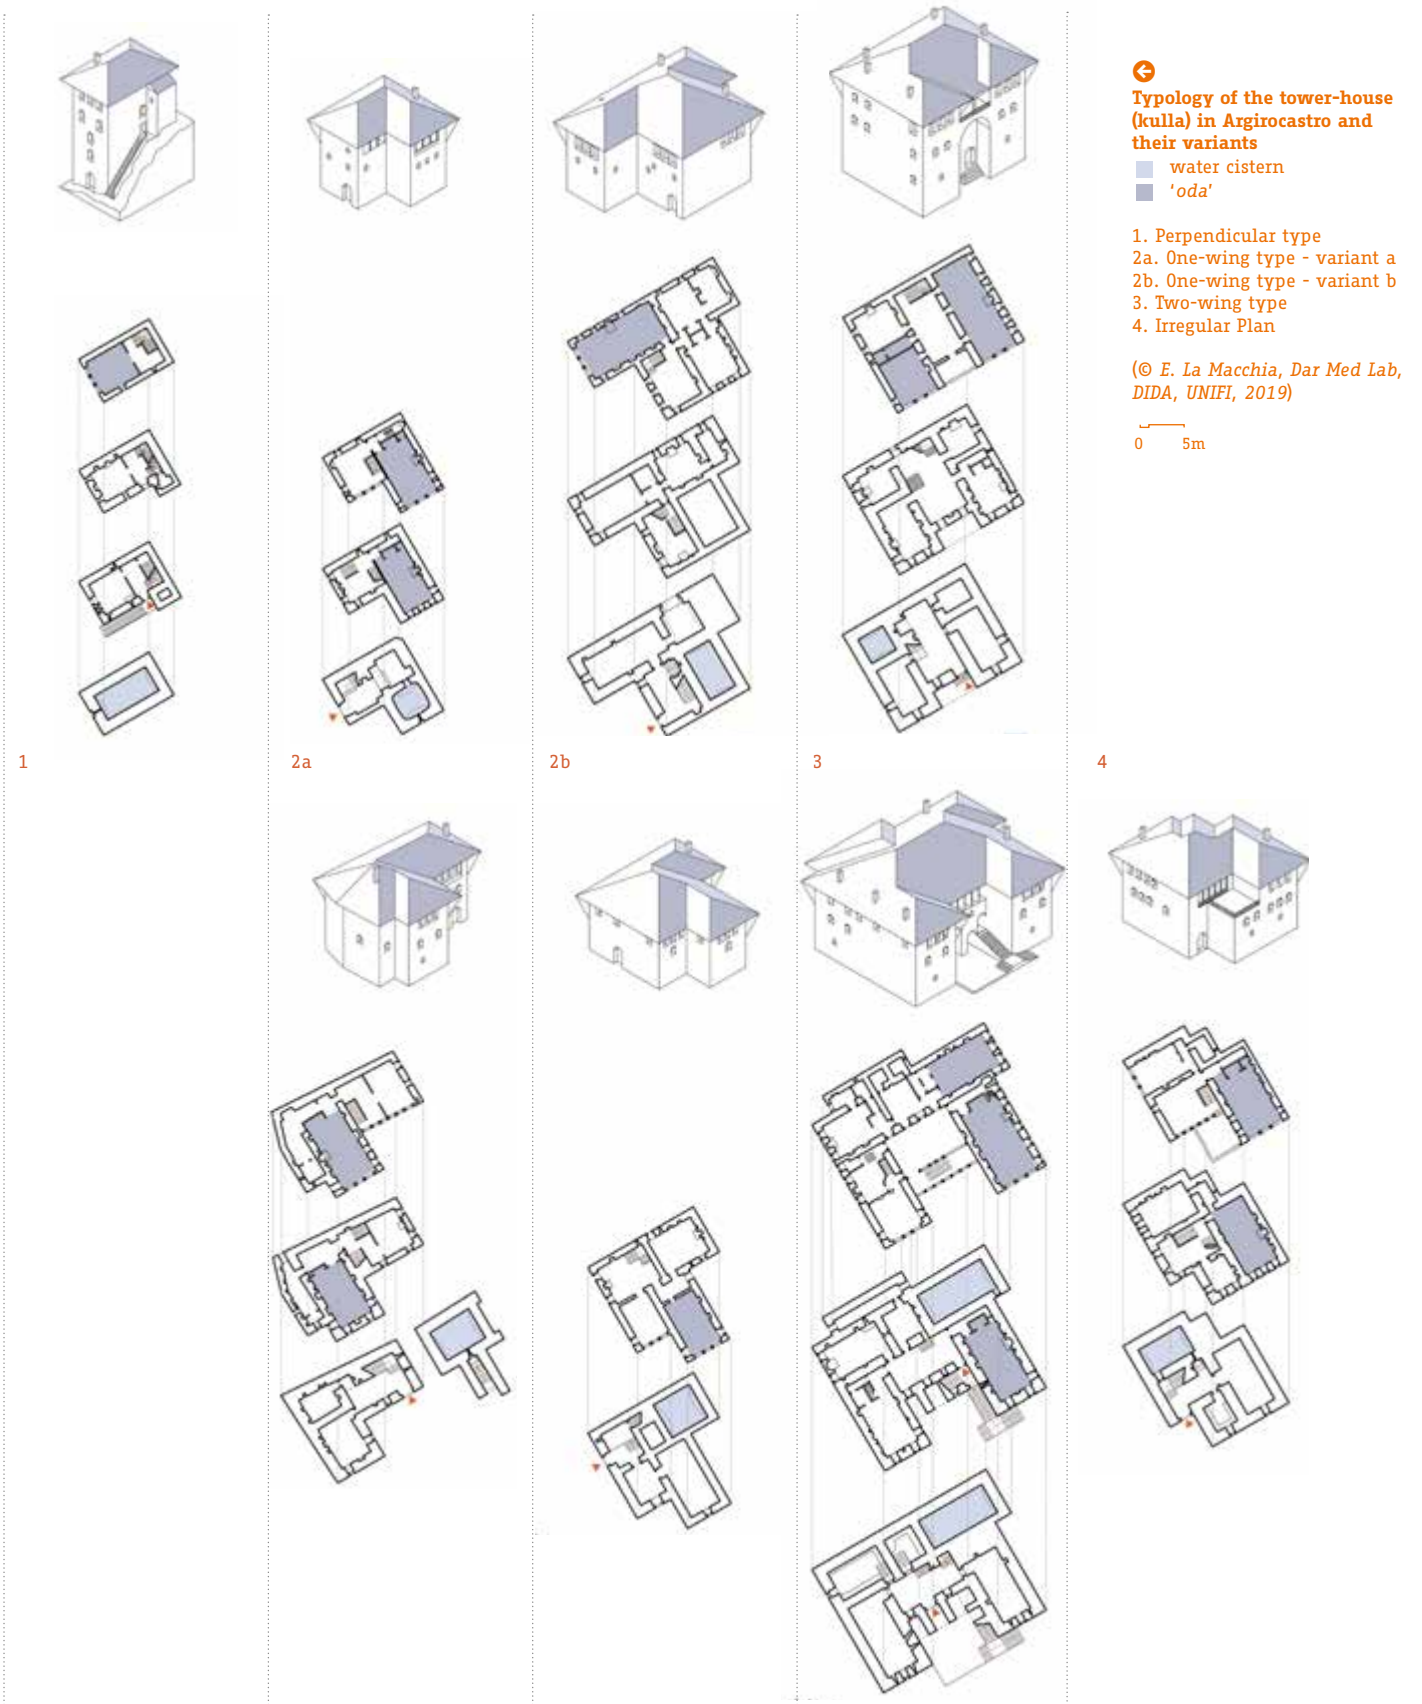 Typology of the tower-house
(kulla) in Argirocastro and
their variants
water cistern
‘oda’
1. Perpendicular type
2a. One-wing type - variant a
2b. One-wing type - variant b
3. Two-wing type
4. Irregular Plan
(© E. La Macchia, Dar Med Lab,
DIDA, UNIFI, 2019)
0 5m
1 2a 2b 3 4